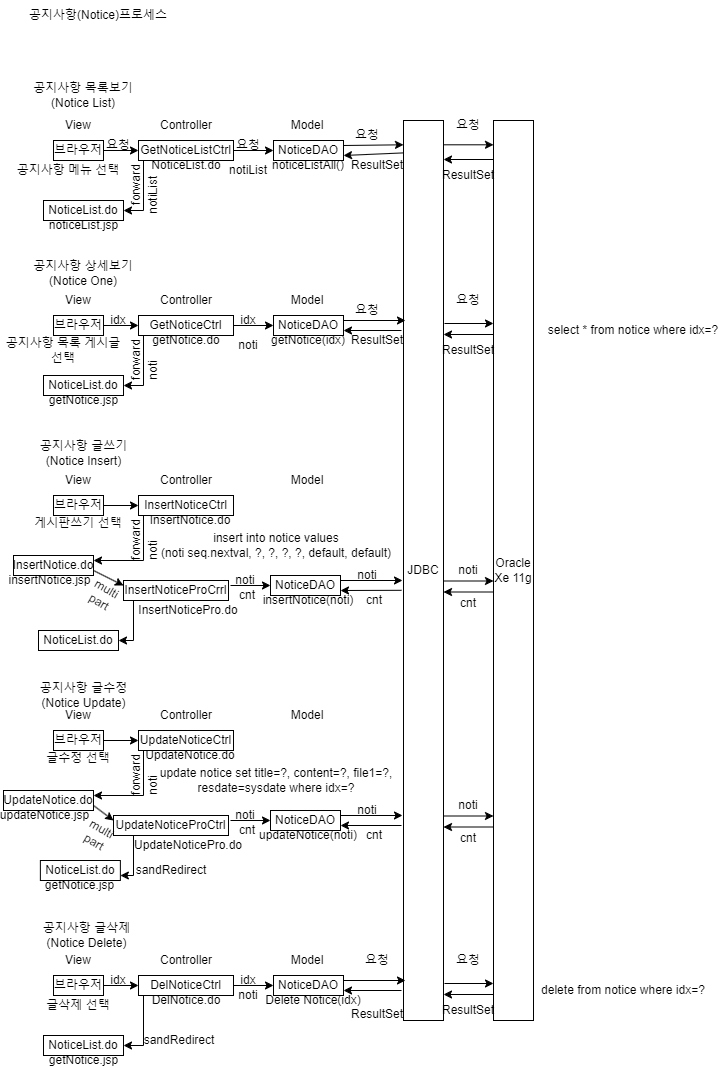 공지사항(Notice)프로세스
공지사항 목록보기
(Notice List)
View
Controller
Model
브라우저
요청
GetNoticeListCtrl
요청
NoticeDAO
요청
요청
공지사항 메뉴 선택
NoticeList.do
notiList
noticeListAll()
ResultSet
ResultSet
forward
notiList
NoticeList.do
noticeList.jsp
공지사항 상세보기
(Notice One)
View
Controller
Model
브라우저
idx
GetNoticeCtrl
idx
NoticeDAO
요청
요청
공지사항 목록 게시글
선택
getNotice.do
noti
getNotice(idx)
ResultSet
ResultSet
select * from notice where idx=?
forward
noti
NoticeList.do
getNotice.jsp
공지사항 글쓰기
(Notice Insert)
View
Controller
Model
브라우저
InsertNoticeCtrl
게시판쓰기 선택
InsertNotice.do
forward
noti
insert into notice values
(noti seq.nextval, ?, ?, ?, ?, default, default)
JDBC
Oracle
Xe 11g
InsertNotice.do
insertNotice.jsp
multi
part
InsertNoticeProCrrl
noti
cnt
NoticeDAO
noti
noti
InsertNoticePro.do
insertNotice(noti)
cnt
cnt
NoticeList.do
공지사항 글수정
(Notice Update)
View
Controller
Model
브라우저
UpdateNoticeCtrl
글수정 선택
UpdateNotice.do
forward
noti
update notice set title=?, content=?, file1=?,
resdate=sysdate where idx=?
UpdateNotice.do
updateNotice.jsp
multi
part
UpdateNoticeProCtrl
noti
cnt
NoticeDAO
noti
noti
UpdateNoticePro.do
updateNotice(noti)
cnt
cnt
NoticeList.do
getNotice.jsp
sandRedirect
공지사항 글삭제
(Notice Delete)
View
Controller
Model
브라우저
idx
DelNoticeCtrl
idx
NoticeDAO
요청
요청
글삭제 선택
DelNotice.do
noti
Delete Notice(idx)
ResultSet
ResultSet
delete from notice where idx=?
sandRedirect
NoticeList.do
getNotice.jsp